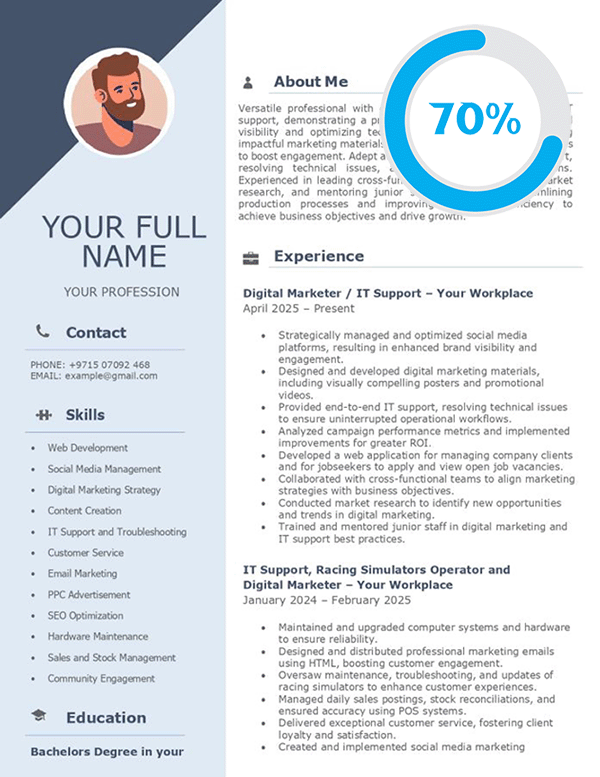 YOUR FULL
NAME
YOUR PROFESSION
Contact
PHONE: +9715 07092 468
EMAIL: example@gmail.com
Skills
• Web Development
• Social Media Management
• Digital Marketing Strategy
• Content Creation
• IT Support and Troubleshooting
• Customer Service
• Email Marketing
• PPC Advertisement
• SEO Optimization
• Hardware Maintenance
• Sales and Stock Management
• Community Engagement
Education
Bachelors Degree in your
70%
About Me
Versatile professional with
support, demonstrating a
visibility and optimizing
impactful marketing materials
to boost engagement. Adept
resolving technical issues,
Experienced in leading
research, and mentoring junior
production processes and improving
achieve business objectives and drive growth.
Experience
Digital Marketer / IT Support – Your Workplace
April 2025 – Present
• Strategically managed and optimized social media
platforms, resulting in enhanced brand visibility and
engagement.
• Designed and developed digital marketing materials,
including visually compelling posters and promotional
videos.
• Provided end-to-end IT support, resolving technical issues
to ensure uninterrupted operational workflows.
• Analyzed campaign performance metrics and implemented
improvements for greater ROI.
• Developed a web application for managing company clients
and for jobseekers to apply and view open job vacancies.
• Collaborated with cross-functional teams to align marketing
strategies with business objectives.
• Conducted market research to identify new opportunities
and trends in digital marketing.
• Trained and mentored junior staff in digital marketing and
IT support best practices.
IT Support, Racing Simulators Operator and
Digital Marketer – Your Workplace
January 2024 – February 2025
• Maintained and upgraded computer systems and hardware
to ensure reliability.
• Designed and distributed professional marketing emails
using HTML, boosting customer engagement.
• Oversaw maintenance, troubleshooting, and updates of
racing simulators to enhance customer experiences.
• Managed daily sales postings, stock reconciliations, and
ensured accuracy using POS systems.
• Delivered exceptional customer service, fostering client
loyalty and satisfaction.
• Created and implemented social media marketing